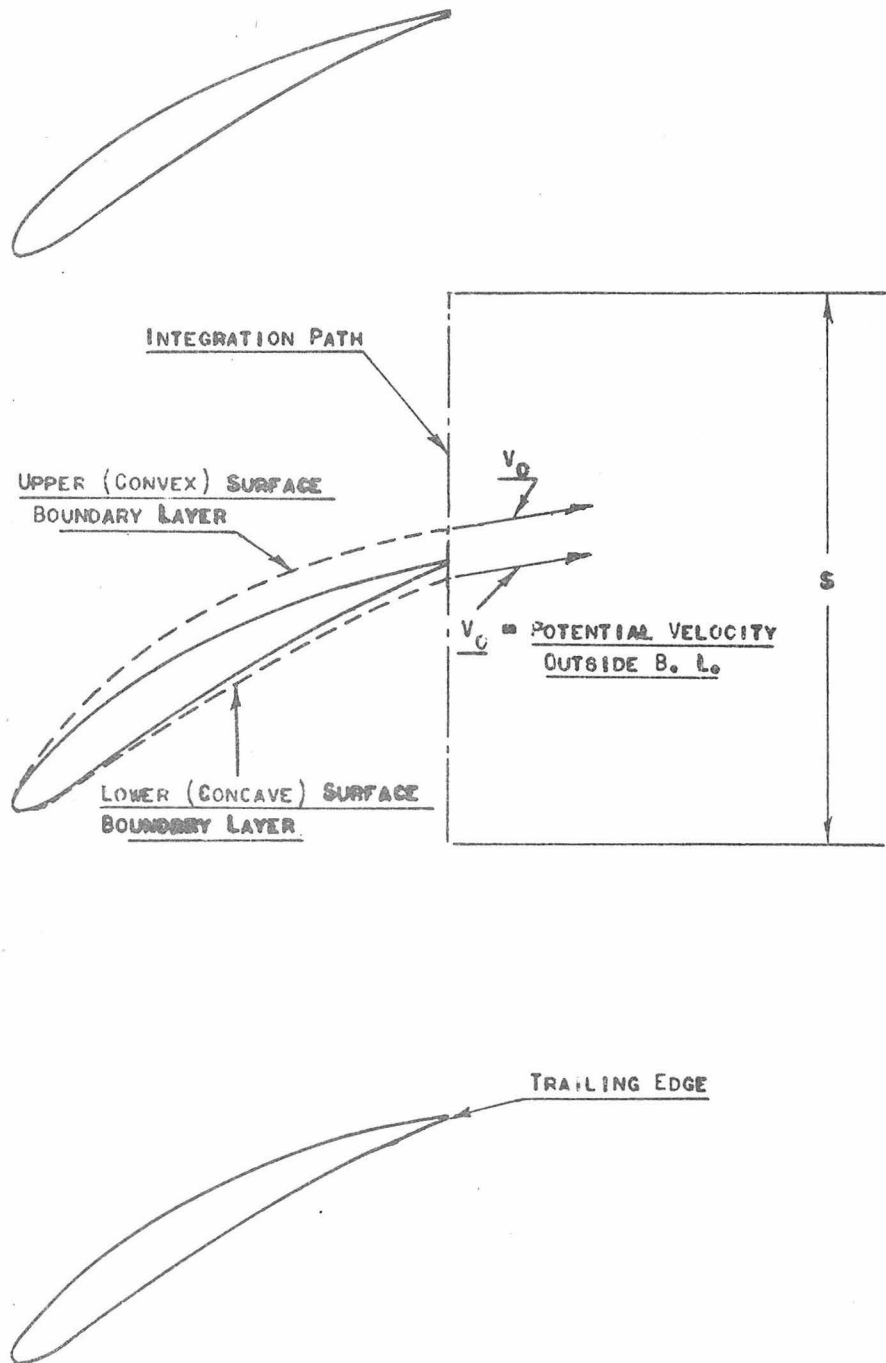 INTEGRATION PATH
V₀
UPPER (CONVEX) SURFACE
BOUNDARY LAYER
S
V₀ = POTENTIAL VELOCITY
OUTSIDE B. L.
LOWER (CONCAVE) SURFACE
BOUNDARY LAYER
TRAILING EDGE